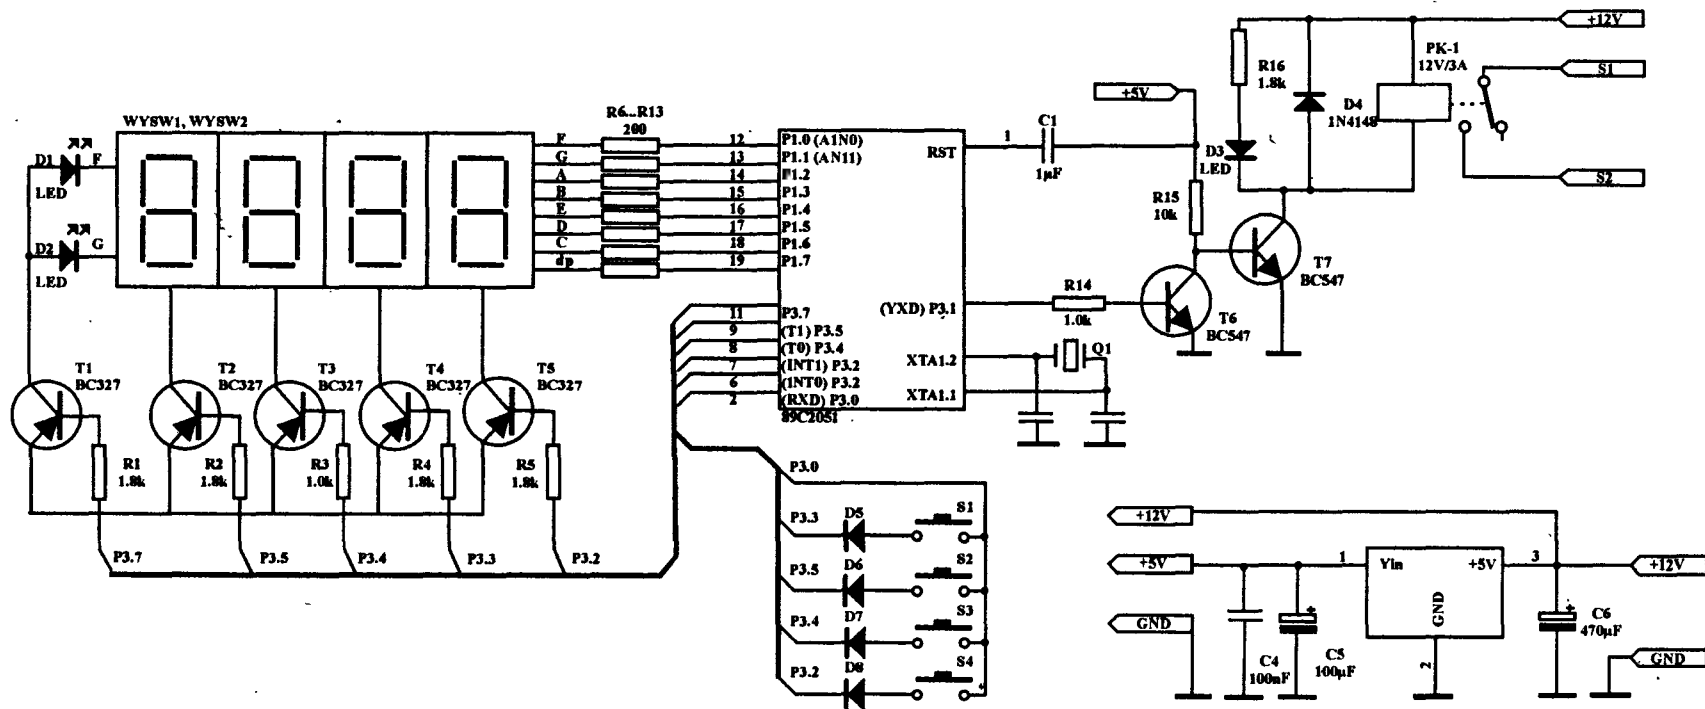 +12V
PK-1
12V/3A
S1
R16
1.8k
+5V
D4
1N4148
R6...R13
200
WYSW1, WYSW2
C1
1
1µF
D3
LED
S2
D1
F
LED
D2
G
LED
F
G
A
B
E
D
C
dp
12
13
14
15
16
17
18
19
P1.0 (A1N0)
P1.1 (AN11)
P1.2
P1.3
P1.4
P1.5
P1.6
P1.7
RST
R15
10k
T7
BC547
R14
1.0k
T6
BC547
(YXD) P3.1
XTA1.2
XTA1.1
Q1
11
9
8
7
6
2
P3.7
(T1) P3.5
(T0) P3.4
(INT1) P3.2
(INT0) P3.2
(RXD) P3.0
89C2051
T1
BC327
T2
BC327
T3
BC327
T4
BC327
T5
BC327
R1
1.8k
R2
1.8k
R3
1.0k
R4
1.8k
R5
1.8k
P3.7
P3.5
P3.4
P3.3
P3.2
P3.0
P3.3
D5
S1
P3.5
D6
S2
P3.4
D7
S3
P3.2
D8
S4
+12V
+5V
1
Yin
+5V
3
+12V
GND
GND
2
C4
100nF
C5
100µF
C6
470µF
GND